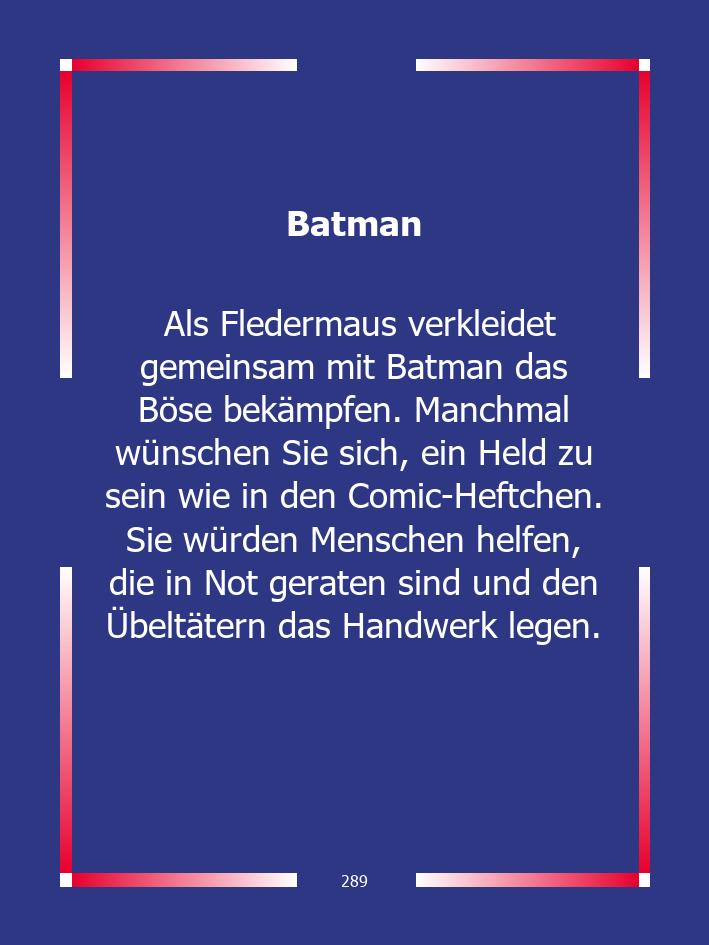 Batman
Als Fledermaus verkleidet
gemeinsam mit Batman das
Böse bekämpfen. Manchmal
wünschen Sie sich, ein Held zu
sein wie in den Comic-Heftchen.
Sie würden Menschen helfen,
die in Not geraten sind und den
Übeltätern das Handwerk legen.
289